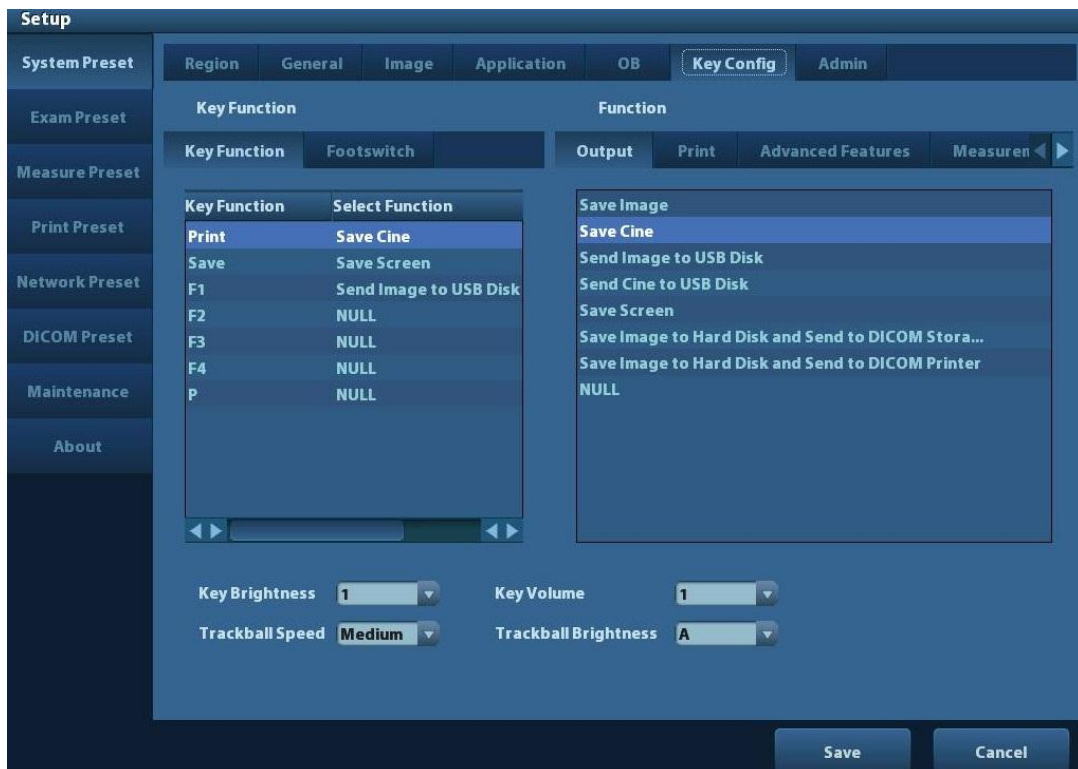 Setup
System Preset
Exam Preset
Measure Preset
Print Preset
Network Preset
DICOM Preset
Maintenance
About
Region General Image Application OB Key Config Admin
Key Function
Key Function Footswitch
Key Function Select Function
Print Save Cine
Save Save Screen
F1 Send Image to USB Disk
F2 NULL
F3 NULL
F4 NULL
P NULL
Function
Output Print Advanced Features Measuren
Save Image
Save Cine
Send Image to USB Disk
Send Cine to USB Disk
Save Screen
Save Image to Hard Disk and Send to DICOM Stora...
Save Image to Hard Disk and Send to DICOM Printer
NULL
Key Brightness 1 Key Volume 1
Trackball Speed Medium Trackball Brightness A
Save Cancel